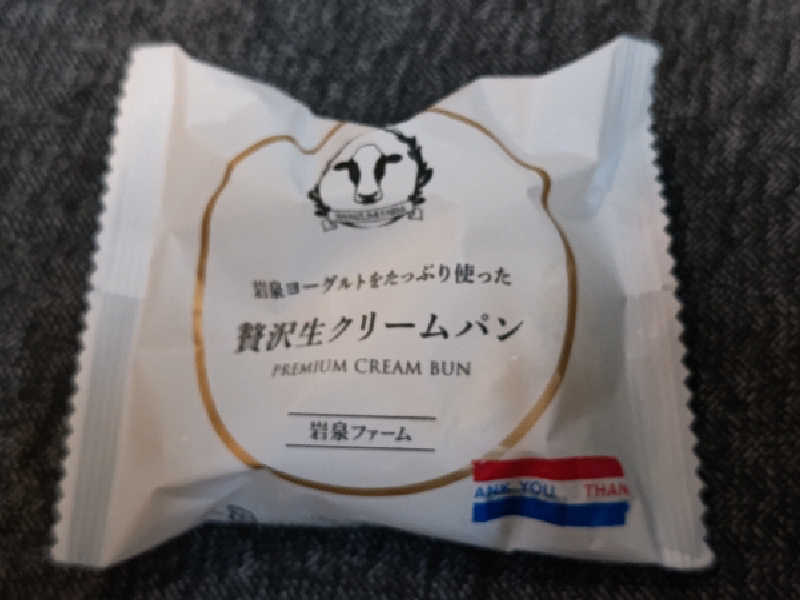 岩泉ヨーグルトをたっぷり使った
贅沢生クリームパン
PREMIUM CREAM BUN
岩泉ファーム
ANK YOU THAN